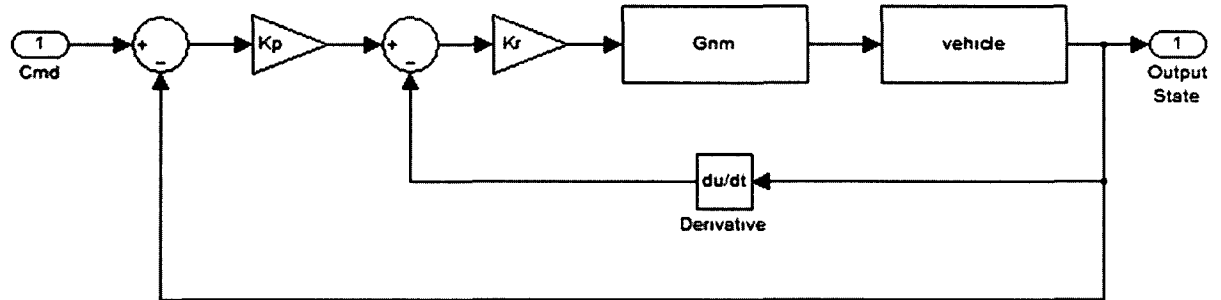 1
Cmd
+
−
Kp
+
−
Kr
Gnm
vehicle
1
Output
State
du/dt
Derivative